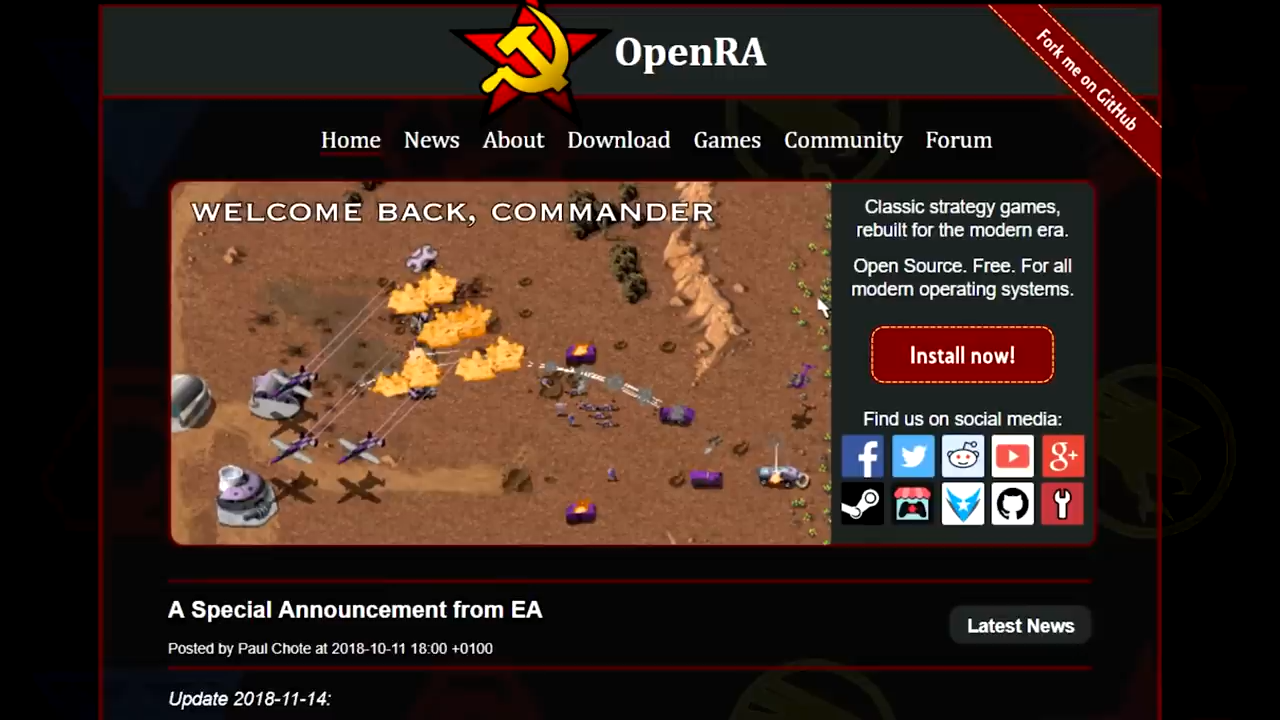 OpenRA
Fork me on GitHub
Home News About Download Games Community Forum
WELCOME BACK, COMMANDER
Classic strategy games,
rebuilt for the modern era.
Open Source. Free. For all
modern operating systems.
Install now!
Find us on social media:
g+
A Special Announcement from EA
Latest News
Posted by Paul Chote at 2018-10-11 18:00 +0100
Update 2018-11-14: